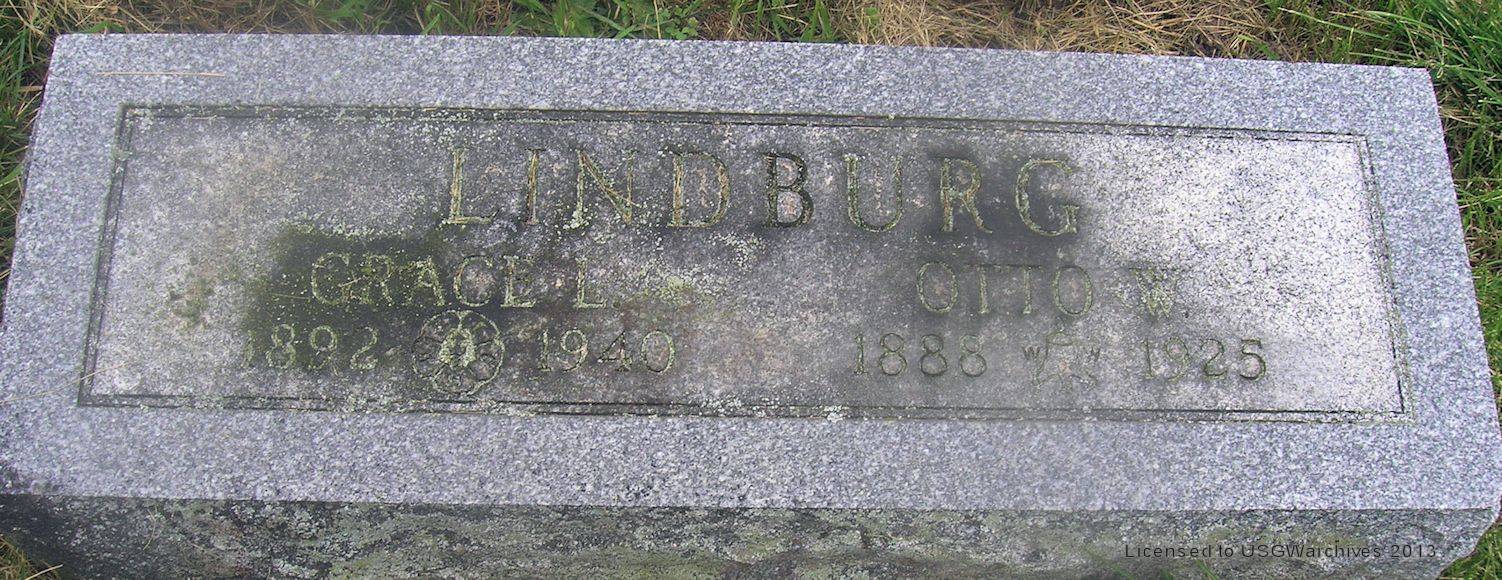 LINDBURG
GRACE L. OTTO W.
1892 1940 1888 1925
Licensed to USGWarchives 2013